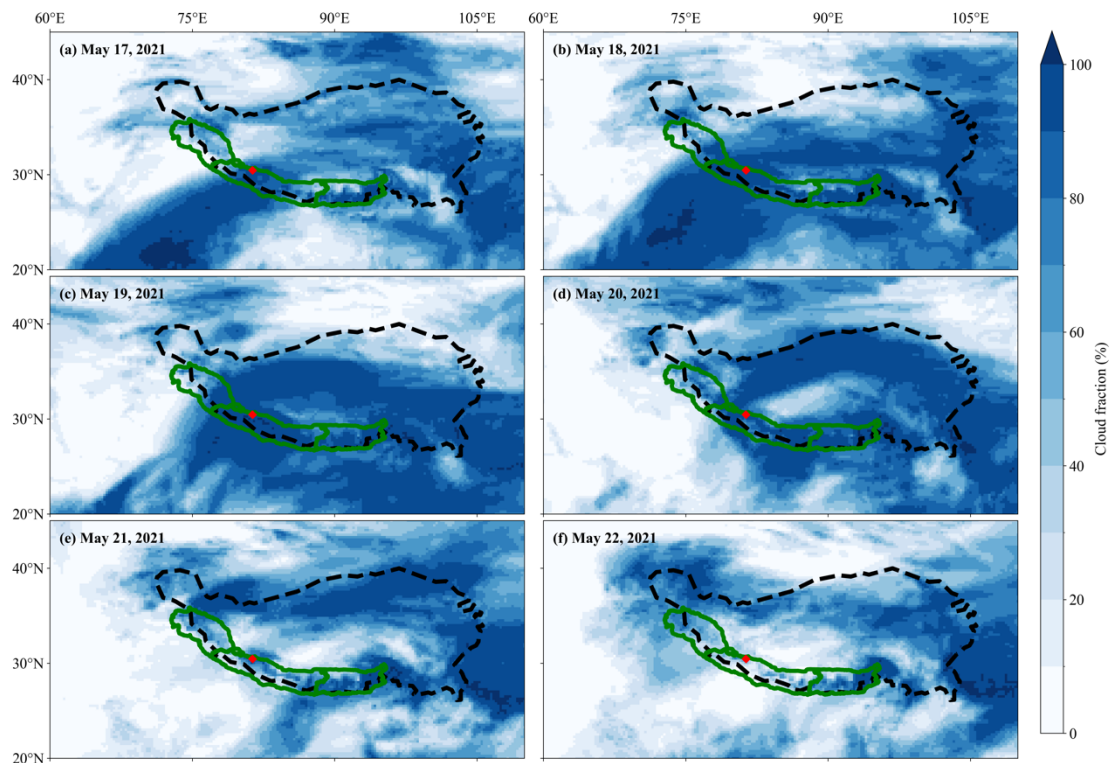 60°E 75°E 90°E 105°E 60°E 75°E 90°E 105°E
(a) May 17, 2021 (b) May 18, 2021
40°N
30°N
20°N
(c) May 19, 2021 (d) May 20, 2021
40°N
30°N
20°N
(e) May 21, 2021 (f) May 22, 2021
40°N
30°N
20°N
100
80
60
40
20
0
Cloud fraction (%)